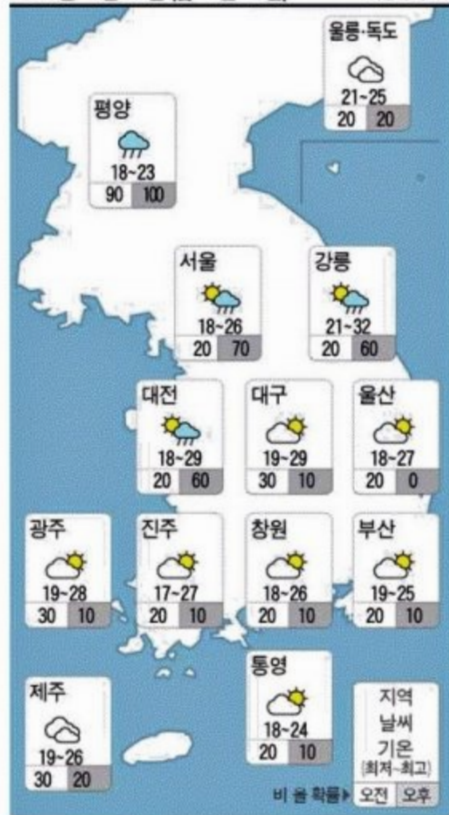 울릉·독도
21~25
20 20
평양
18~23
90 100
서울
18~26
20 70
강릉
21~32
20 60
대전
18~29
20 60
대구
19~29
30 10
울산
18~27
20 0
광주
19~28
30 10
진주
17~27
20 10
창원
18~26
20 10
부산
19~25
20 10
제주
19~26
30 20
통영
18~24
20 10
지역
날씨
기온
(최저~최고)
비 올 확률▶ 오전 오후